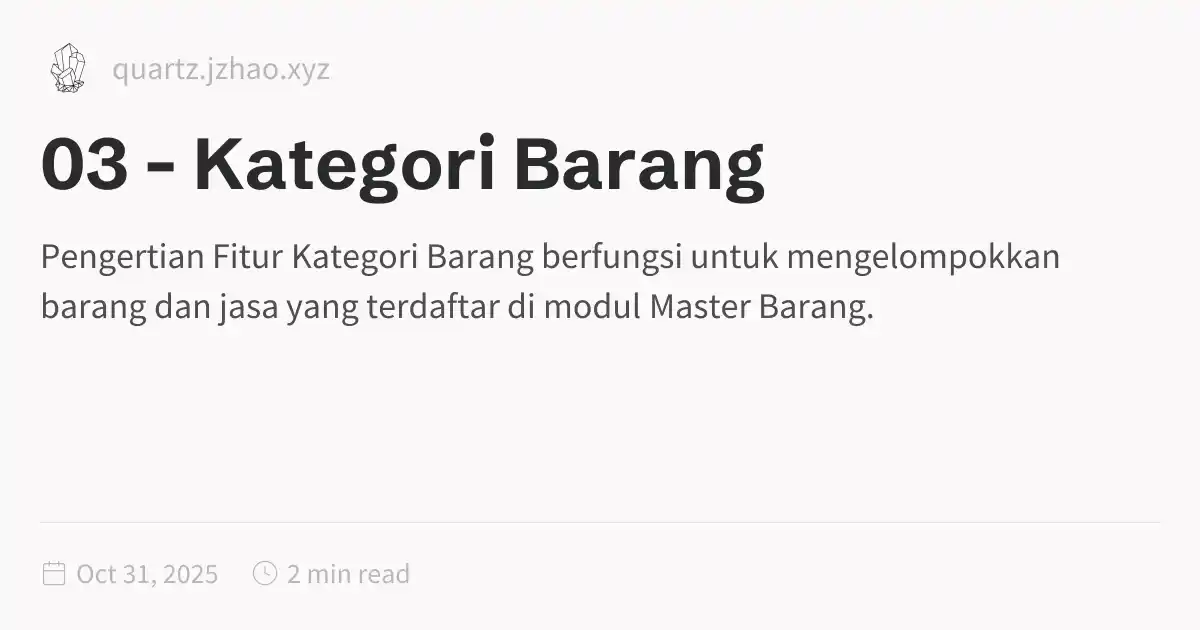 quartz.jzhao.xyz
03 - Kategori Barang
Pengertian Fitur Kategori Barang berfungsi untuk mengelompokkan
barang dan jasa yang terdaftar di modul Master Barang.
Oct 31, 2025 2 min read